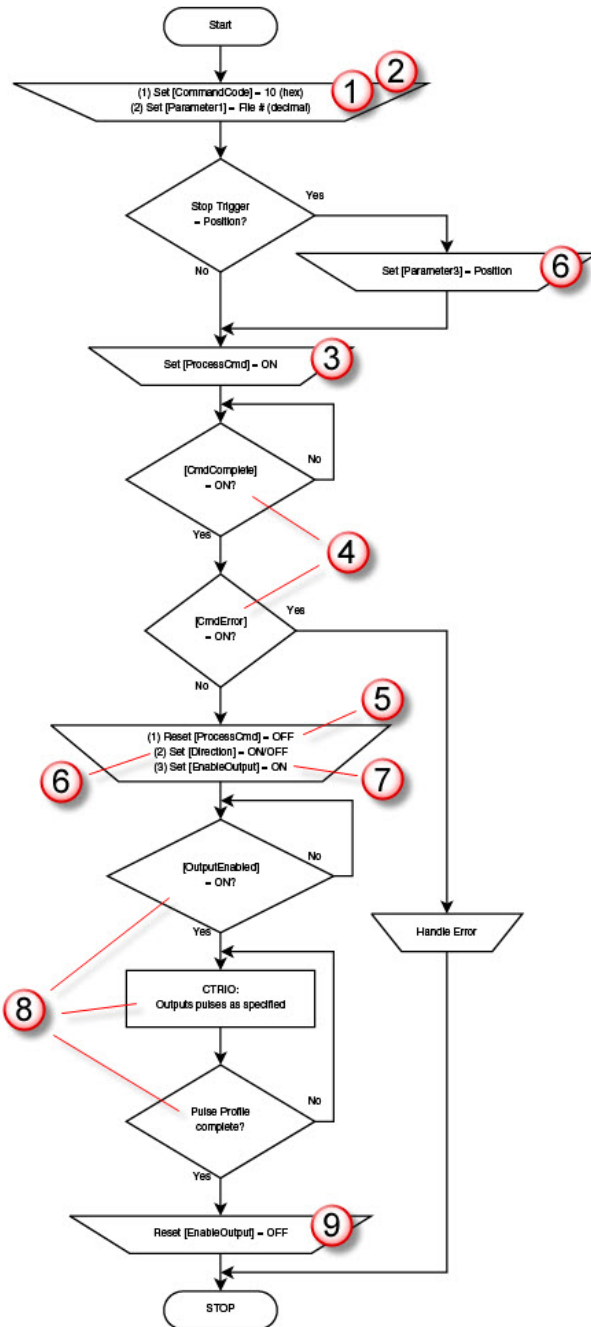 Start
(1) Set [CommandCode] = 10 (hex)
(2) Set [Parameter1] = File # (decimal)
1
2
Stop Trigger
= Position?
Yes
No
Set [Parameter3] = Position
6
Set [ProcessCmd] = ON
3
[CmdComplete]
= ON?
No
Yes
4
[CmdError]
= ON?
Yes
No
5
(1) Reset [ProcessCmd] = OFF
(2) Set [Direction] = ON/OFF
(3) Set [EnableOutput] = ON
6
7
[OutputEnabled]
= ON?
No
Yes
Handle Error
CTRIO:
Outputs pulses as specified
8
Pulse Profile
complete?
No
Yes
Reset [EnableOutput] = OFF
9
STOP